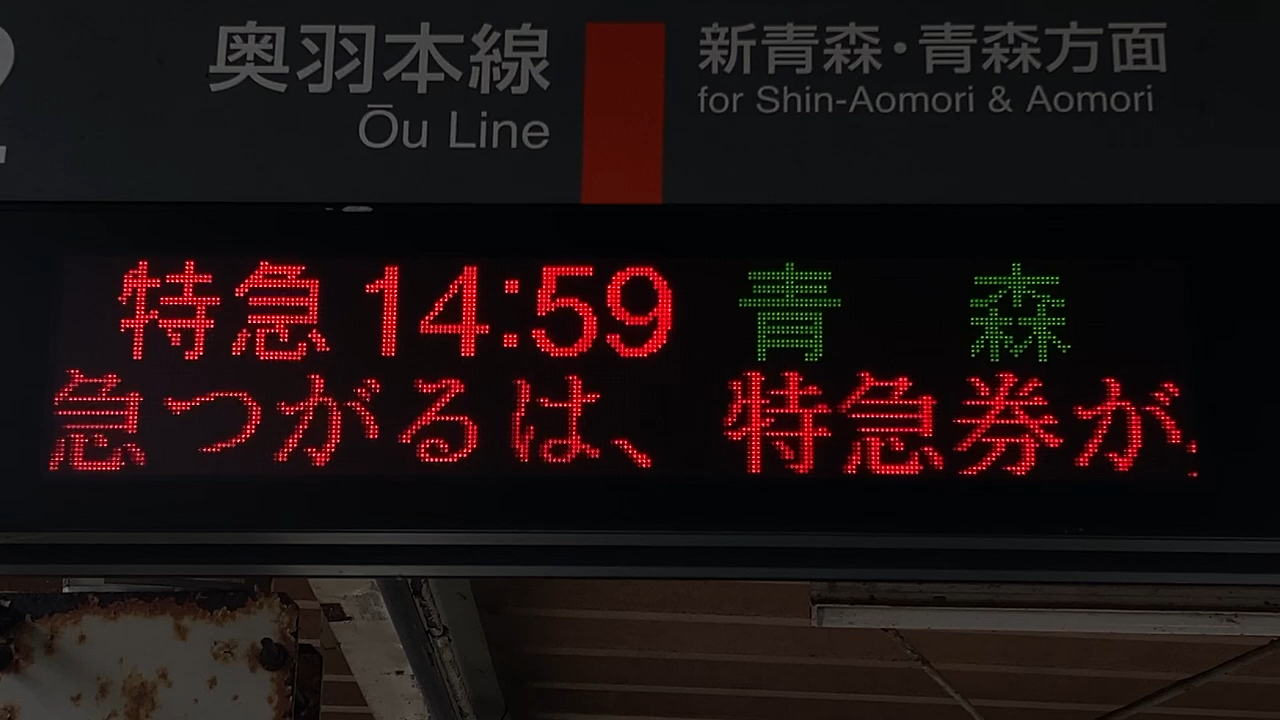 2
奥羽本線
Ōu Line
新青森・青森方面
for Shin-Aomori & Aomori
特急 14:59 青 森
急つがるは、特急券が